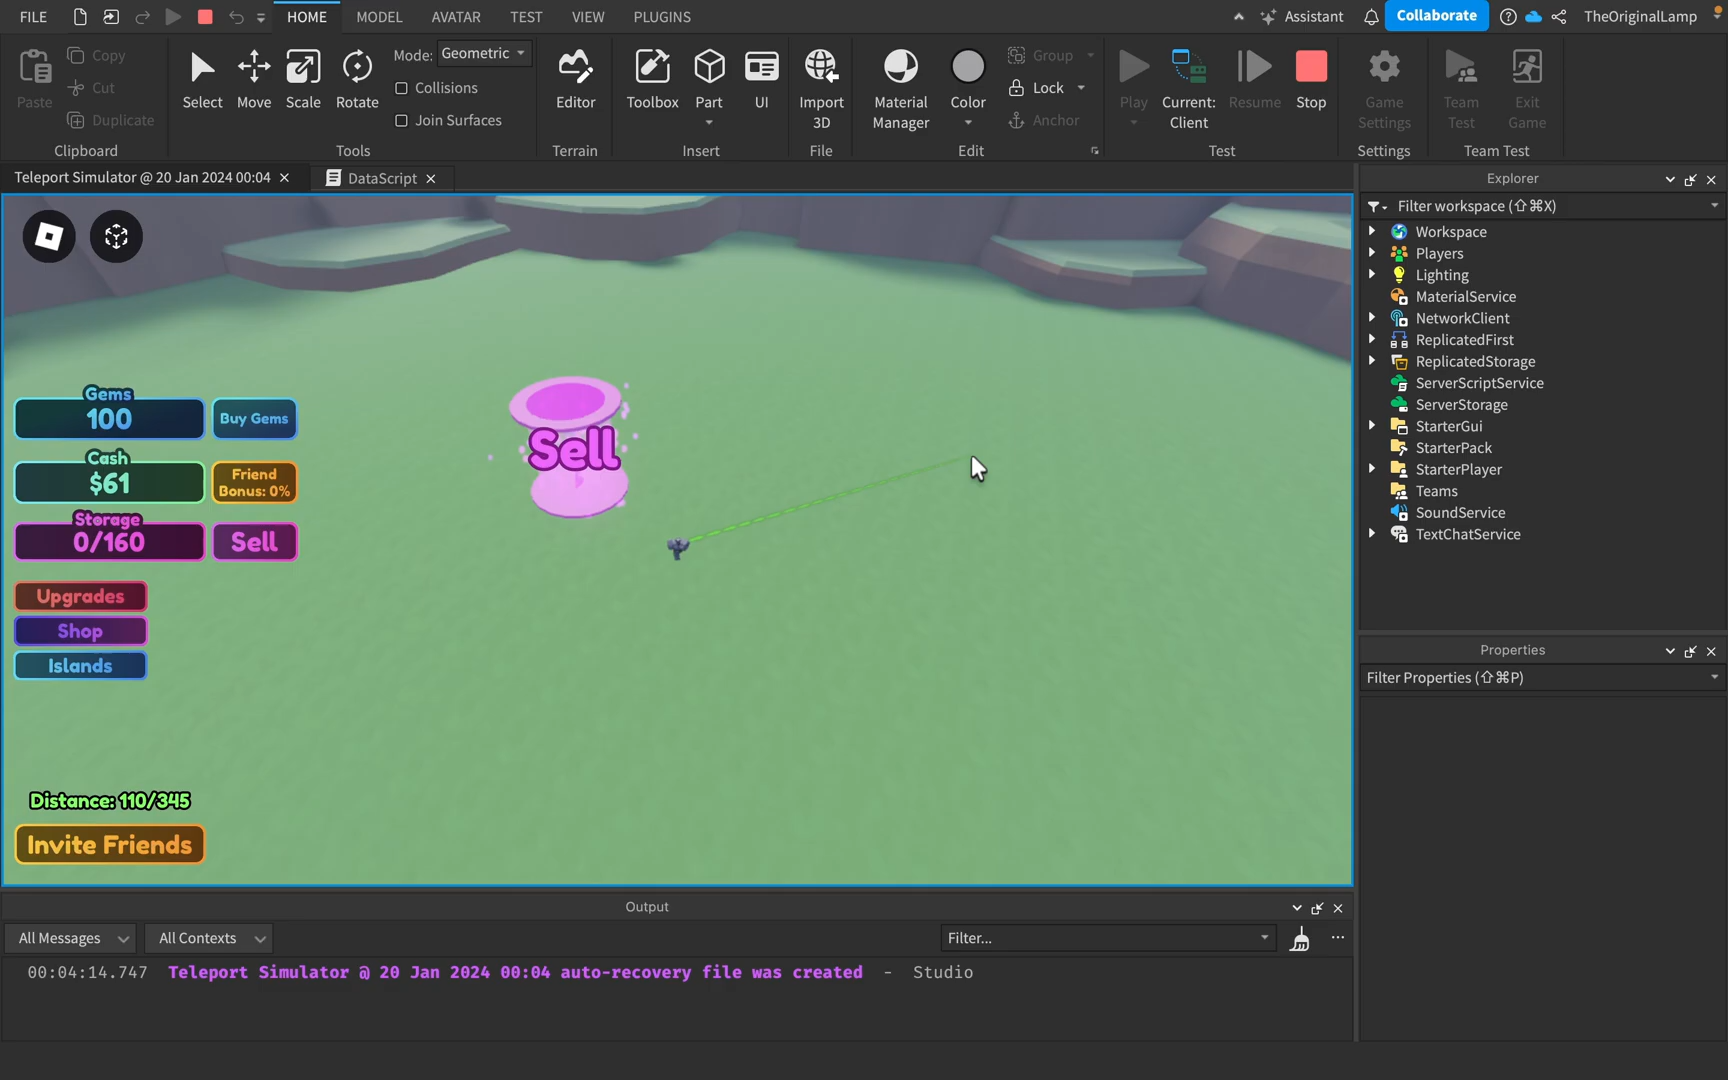 FILE
HOME
MODEL
AVATAR
TEST
VIEW
PLUGINS
Assistant
Collaborate
TheOriginalLamp
Paste
Copy
Cut
Duplicate
Clipboard
Select
Move
Scale
Rotate
Mode: Geometric
Collisions
Join Surfaces
Tools
Editor
Terrain
Toolbox
Part
UI
Insert
Import
3D
File
Material
Manager
Color
Group
Lock
Anchor
Edit
Play
Current:
Client
Resume
Stop
Test
Game
Settings
Settings
Team
Test
Exit
Game
Team Test
Teleport Simulator @ 20 Jan 2024 00:04
DataScript
Gems
100
Buy Gems
Cash
$61
Friend
Bonus: 0%
Storage
0/160
Sell
Upgrades
Shop
Islands
Distance: 110/345
Invite Friends
Sell
Explorer
Filter workspace (⇧⌘X)
Workspace
Players
Lighting
MaterialService
NetworkClient
ReplicatedFirst
ReplicatedStorage
ServerScriptService
ServerStorage
StarterGui
StarterPack
StarterPlayer
Teams
SoundService
TextChatService
Properties
Filter Properties (⇧⌘P)
Output
All Messages
All Contexts
Filter...
00:04:14.747 Teleport Simulator @ 20 Jan 2024 00:04 auto-recovery file was created - Studio